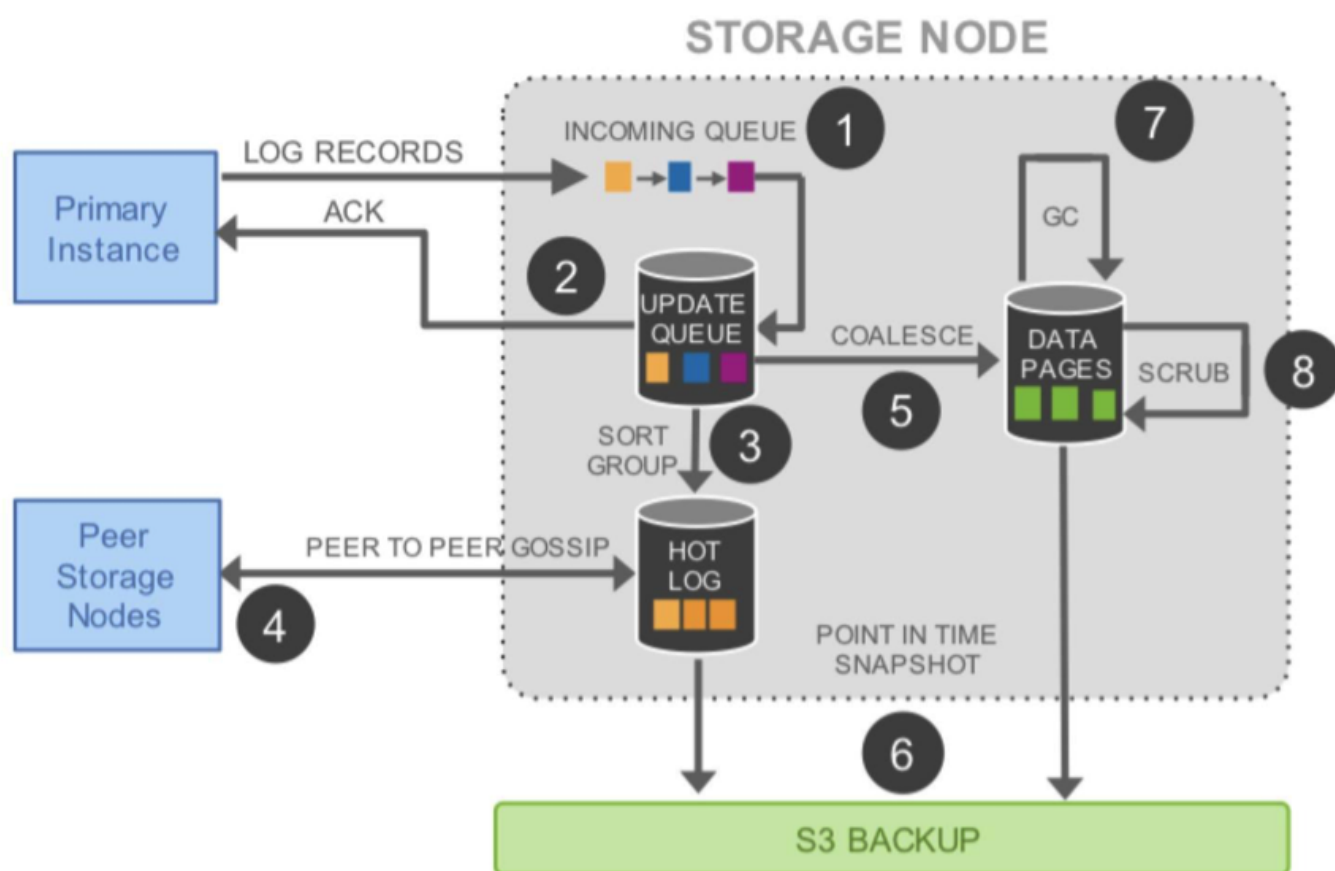 STORAGE NODE
INCOMING QUEUE
1
7
LOG RECORDS
Primary
Instance
ACK
GC
2
UPDATE
QUEUE
COALESCE
DATA
PAGES
SCRUB
8
5
SORT
GROUP
3
Peer
Storage
Nodes
PEER TO PEER GOSSIP
4
HOT
LOG
POINT IN TIME
SNAPSHOT
6
S3 BACKUP